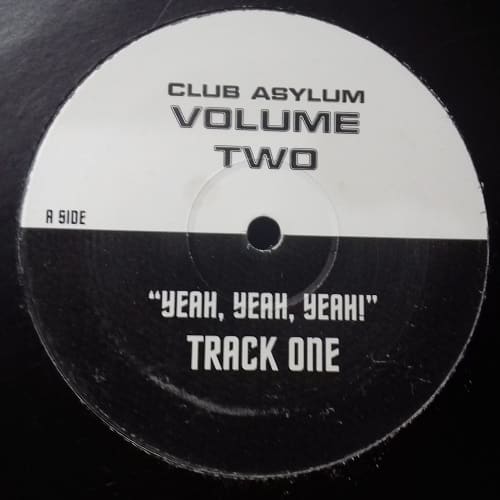 CLUB ASYLUM
VOLUME
TWO
A SIDE
“YEAH, YEAH, YEAH!”
TRACK ONE